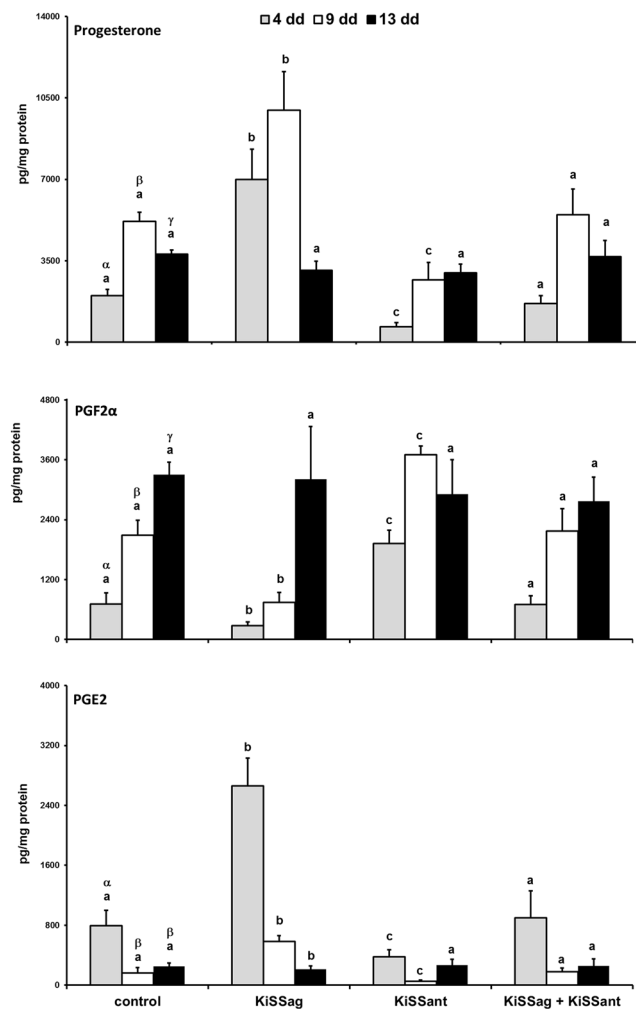 14000
4 dd 9 dd 13 dd
Progesterone
b
10500
b
pg/mg protein
7000
β
a
γ
a
a
a
3500
α
a
a
c
a
a
c
0
4800
PGF2α
γ
a
a
c
a
a
3600
pg/mg protein
β
a
a
2400
c
α
a
b
a
1200
b
0
4000
PGE2
b
3200
pg/mg protein
2400
1600
α
a
a
b
800
β
a
β
a
b
c
a
c
a
a
0
control KiSSag KiSSant KiSSag + KiSSant